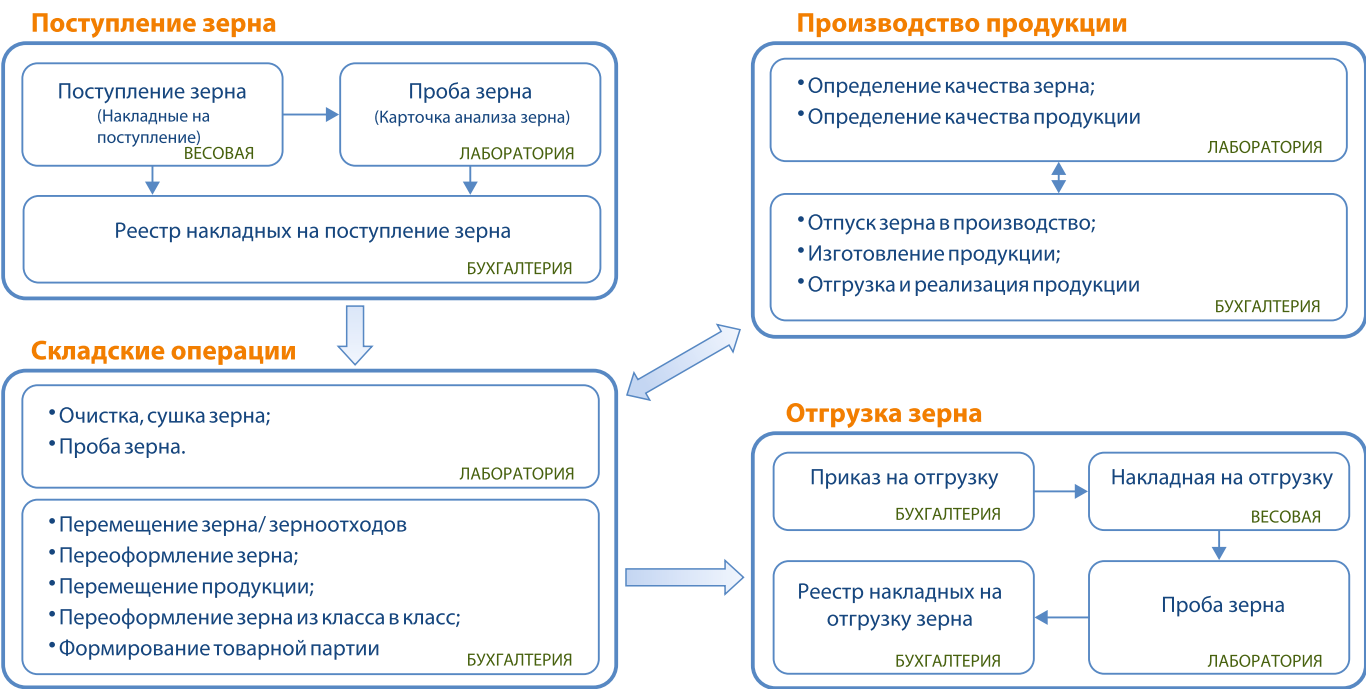 Поступление зерна
Поступление зерна
(Накладные на
поступление)
ВЕСОВАЯ
Проба зерна
(Карточка анализа зерна)
ЛАБОРАТОРИЯ
Реестр накладных на поступление зерна
БУХГАЛТЕРИЯ
Складские операции
• Очистка, сушка зерна;
• Проба зерна.
ЛАБОРАТОРИЯ
• Перемещение зерна/ зерноотходов
• Переоформление зерна;
• Перемещение продукции;
• Переоформление зерна из класса в класс;
• Формирование товарной партии
БУХГАЛТЕРИЯ
Производство продукции
• Определение качества зерна;
• Определение качества продукции
ЛАБОРАТОРИЯ
• Отпуск зерна в производство;
• Изготовление продукции;
• Отгрузка и реализация продукции
БУХГАЛТЕРИЯ
Отгрузка зерна
Приказ на отгрузку
БУХГАЛТЕРИЯ
Накладная на отгрузку
ВЕСОВАЯ
Проба зерна
ЛАБОРАТОРИЯ
Реестр накладных на
отгрузку зерна
БУХГАЛТЕРИЯ